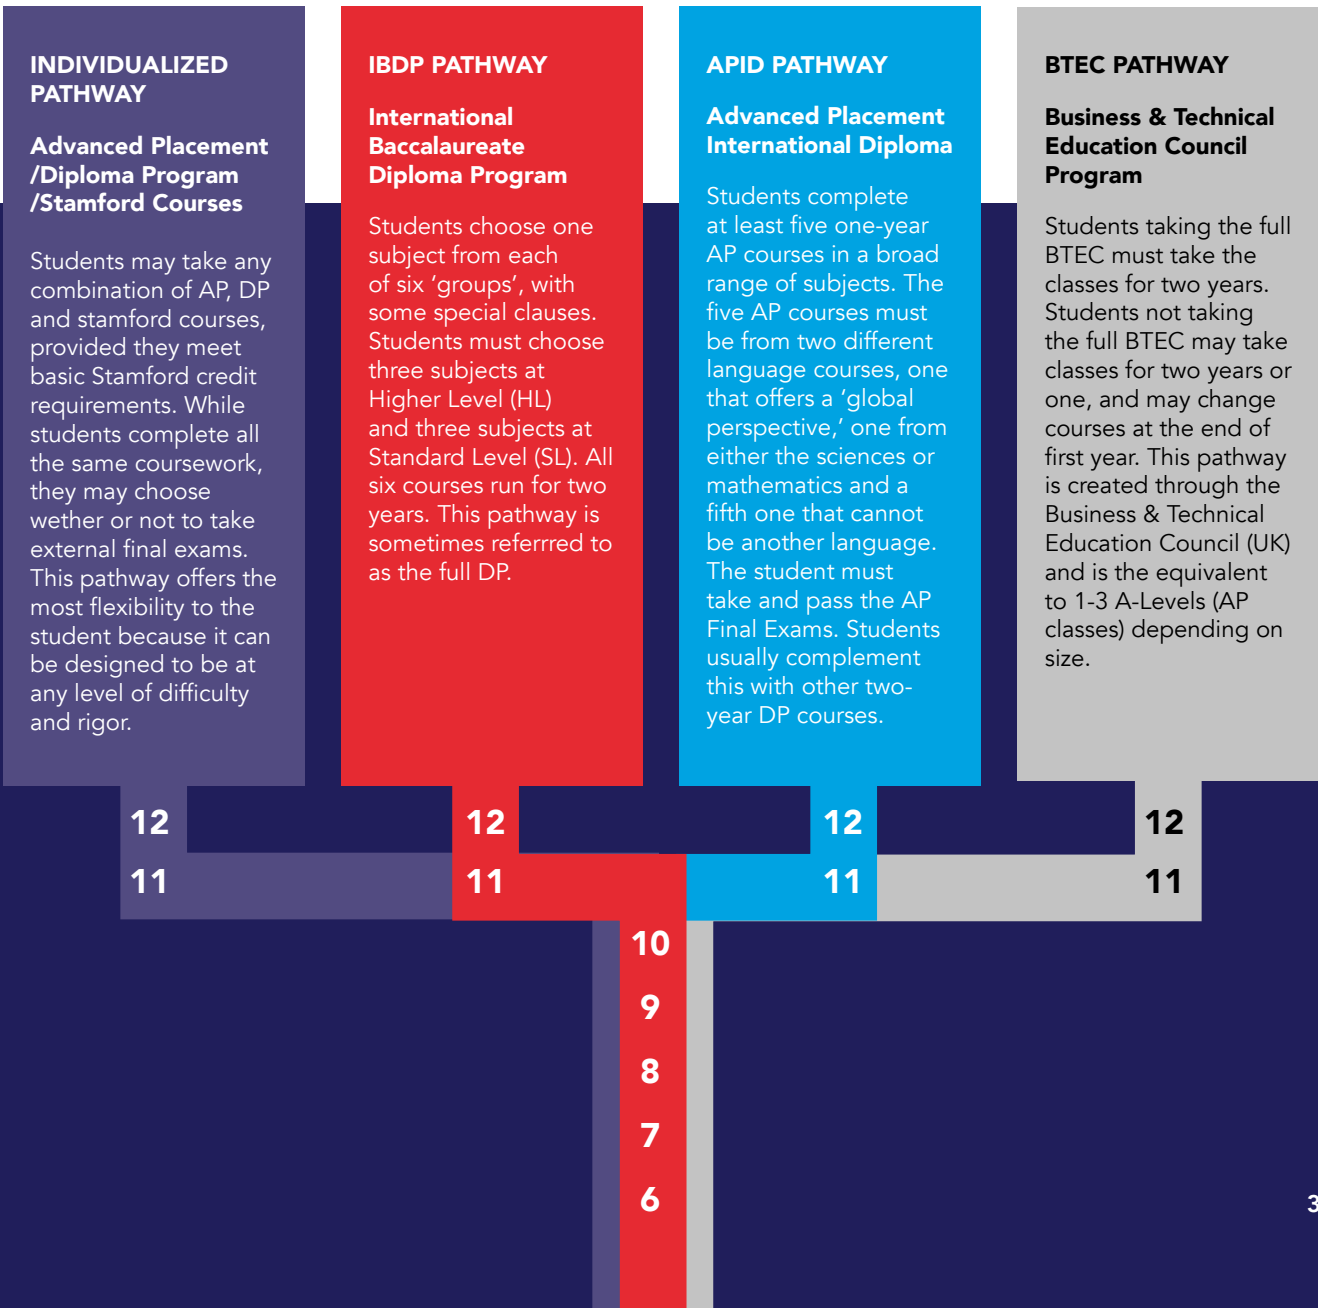 INDIVIDUALIZED
PATHWAY
Advanced Placement
/Diploma Program
/Stamford Courses
Students may take any
combination of AP, DP
and stamford courses,
provided they meet
basic Stamford credit
requirements. While
students complete all
the same coursework,
they may choose
wether or not to take
external final exams.
This pathway offers the
most flexibility to the
student because it can
be designed to be at
any level of difficulty
and rigor.
IBDP PATHWAY
International
Baccalaureate
Diploma Program
Students choose one
subject from each
of six ‘groups’, with
some special clauses.
Students must choose
three subjects at
Higher Level (HL)
and three subjects at
Standard Level (SL). All
six courses run for two
years. This pathway is
sometimes referrred to
as the full DP.
APID PATHWAY
Advanced Placement
International Diploma
Students complete
at least five one-year
AP courses in a broad
range of subjects. The
five AP courses must
be from two different
language courses, one
that offers a ‘global
perspective,’ one from
either the sciences or
mathematics and a
fifth one that cannot
be another language.
The student must
take and pass the AP
Final Exams. Students
usually complement
this with other two-
year DP courses.
BTEC PATHWAY
Business & Technical
Education Council
Program
Students taking the full
BTEC must take the
classes for two years.
Students not taking
the full BTEC may take
classes for two years or
one, and may change
courses at the end of
first year. This pathway
is created through the
Business & Technical
Education Council (UK)
and is the equivalent
to 1-3 A-Levels (AP
classes) depending on
size.
12 12 12 12
11 11 11 11
10
9
8
7
6
3